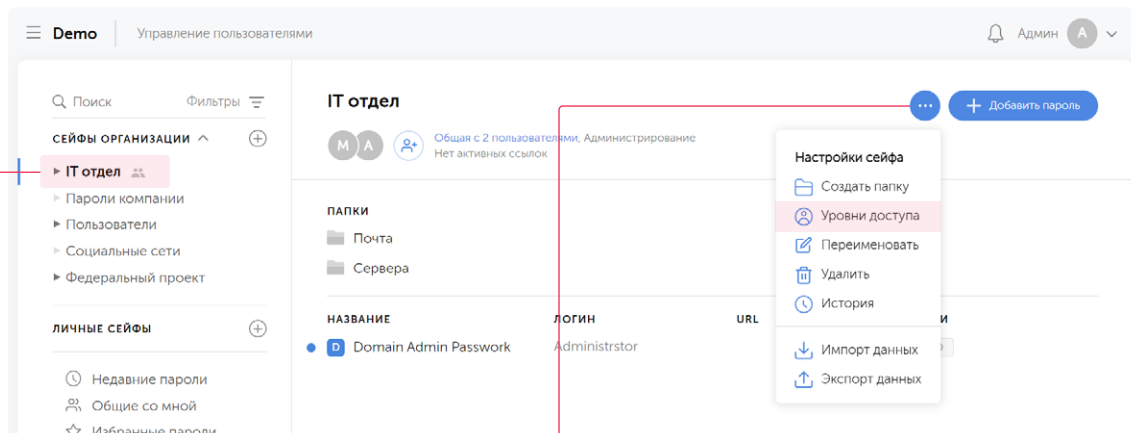 Demo
Управление пользователями
Админ
A
Поиск
Фильтры
СЕЙФЫ ОРГАНИЗАЦИИ
IT отдел
Пароли компании
Пользователи
Социальные сети
Федеральный проект
ЛИЧНЫЕ СЕЙФЫ
Недавние пароли
Общие со мной
Избранные пароли
IT отдел
Добавить пароль
M A
Общая с 2 пользователями, Администрирование
Нет активных ссылок
ПАПКИ
Почта
Сервера
НАЗВАНИЕ ЛОГИН URL
D Domain Admin Passwork Administrstor
Настройки сейфа
Создать папку
Уровни доступа
Переименовать
Удалить
История
Импорт данных
Экспорт данных